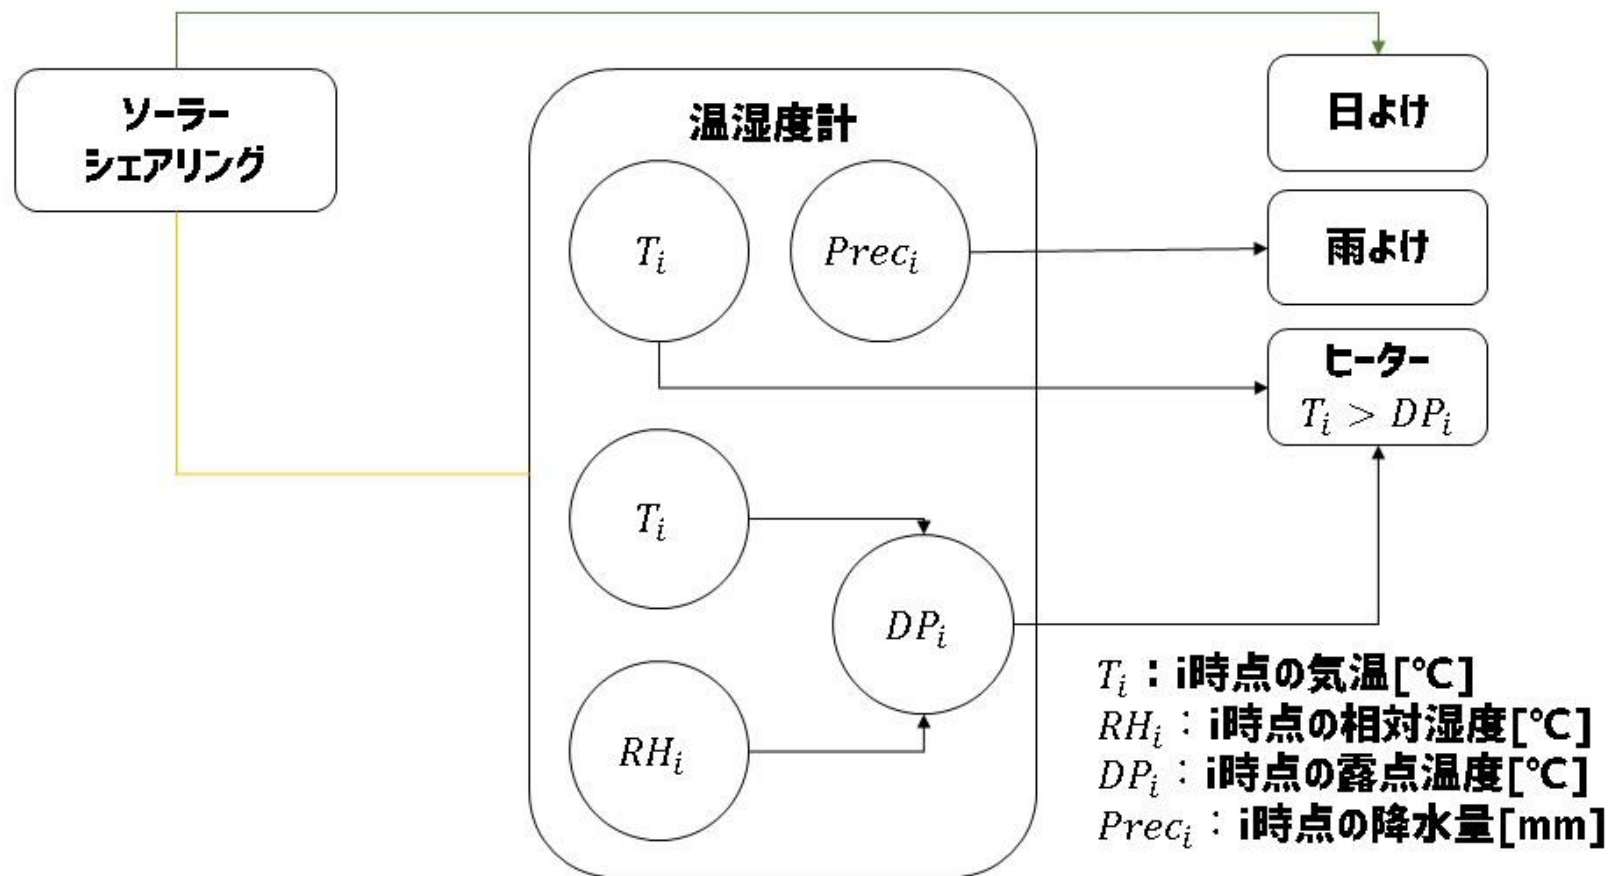 ソーラー
シェアリング
温湿度計
T_i
Prec_i
T_i
RH_i
DP_i
日よけ
雨よけ
ヒーター
T_i > DP_i
T_i：i時点の気温[℃]
RH_i：i時点の相対湿度[℃]
DP_i：i時点の露点温度[℃]
Prec_i：i時点の降水量[mm]